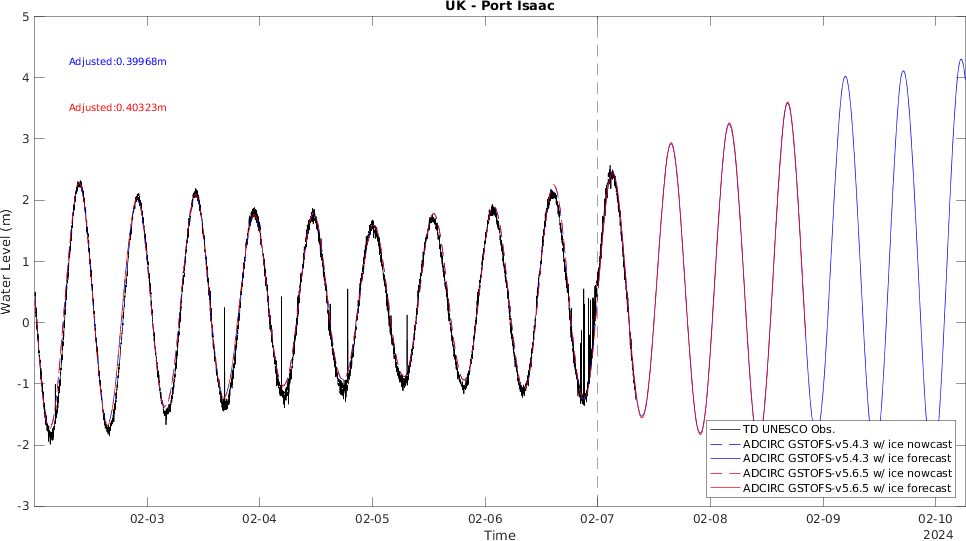 UK - Port Isaac
5
4
3
2
1
0
-1
-2
-3
Water Level (m)
Adjusted:0.39968m
Adjusted:0.40323m
TD UNESCO Obs.
ADCIRC GSTOFS-v5.4.3 w/ ice nowcast
ADCIRC GSTOFS-v5.4.3 w/ ice forecast
ADCIRC GSTOFS-v5.6.5 w/ ice nowcast
ADCIRC GSTOFS-v5.6.5 w/ ice forecast
02-03 02-04 02-05 02-06 02-07 02-08 02-09 02-10
2024
Time